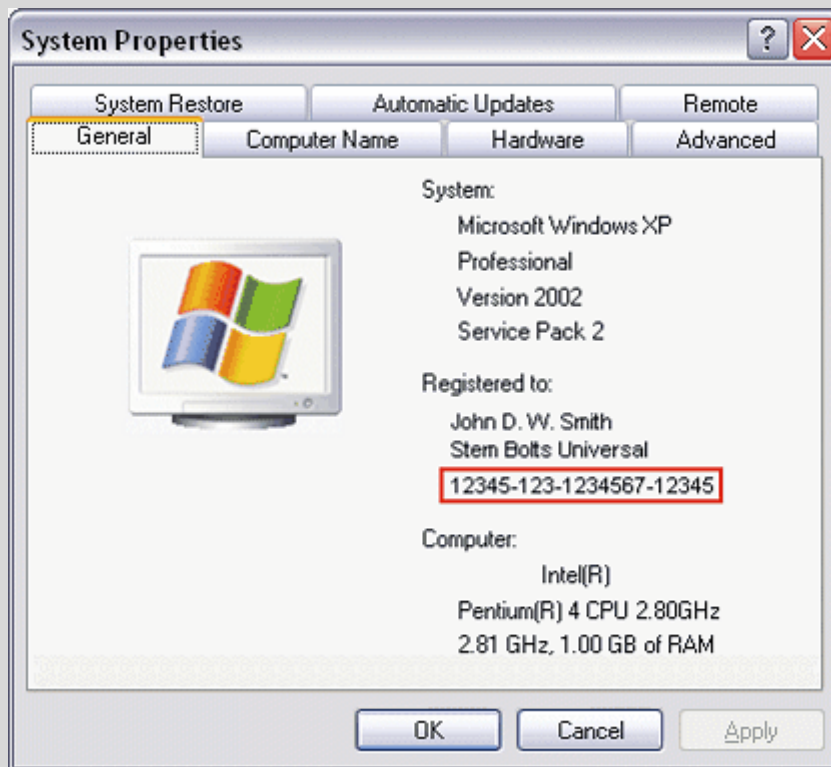 System Properties
?
X
System Restore
Automatic Updates
Remote
General
Computer Name
Hardware
Advanced
System:
Microsoft Windows XP
Professional
Version 2002
Service Pack 2
Registered to:
John D. W. Smith
Stem Bolts Universal
12345-123-1234567-12345
Computer:
Intel(R)
Pentium(R) 4 CPU 2.80GHz
2.81 GHz, 1.00 GB of RAM
OK
Cancel
Apply